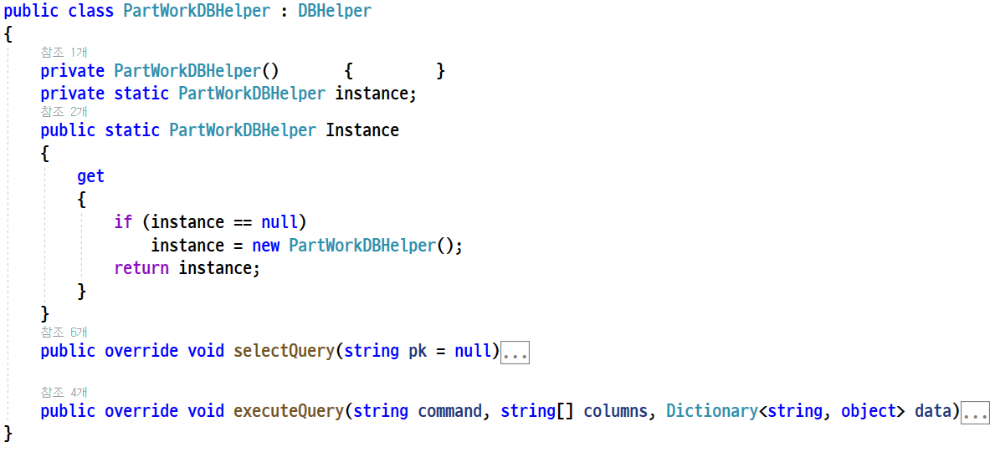 public class PartWorkDBHelper : DBHelper
{
참조 1개
private PartWorkDBHelper() { }
private static PartWorkDBHelper instance;
참조 2개
public static PartWorkDBHelper Instance
{
get
{
if (instance == null)
instance = new PartWorkDBHelper();
return instance;
}
}
참조 6개
public override void selectQuery(string pk = null)...
참조 4개
public override void executeQuery(string command, string[] columns, Dictionary<string, object> data)...
}